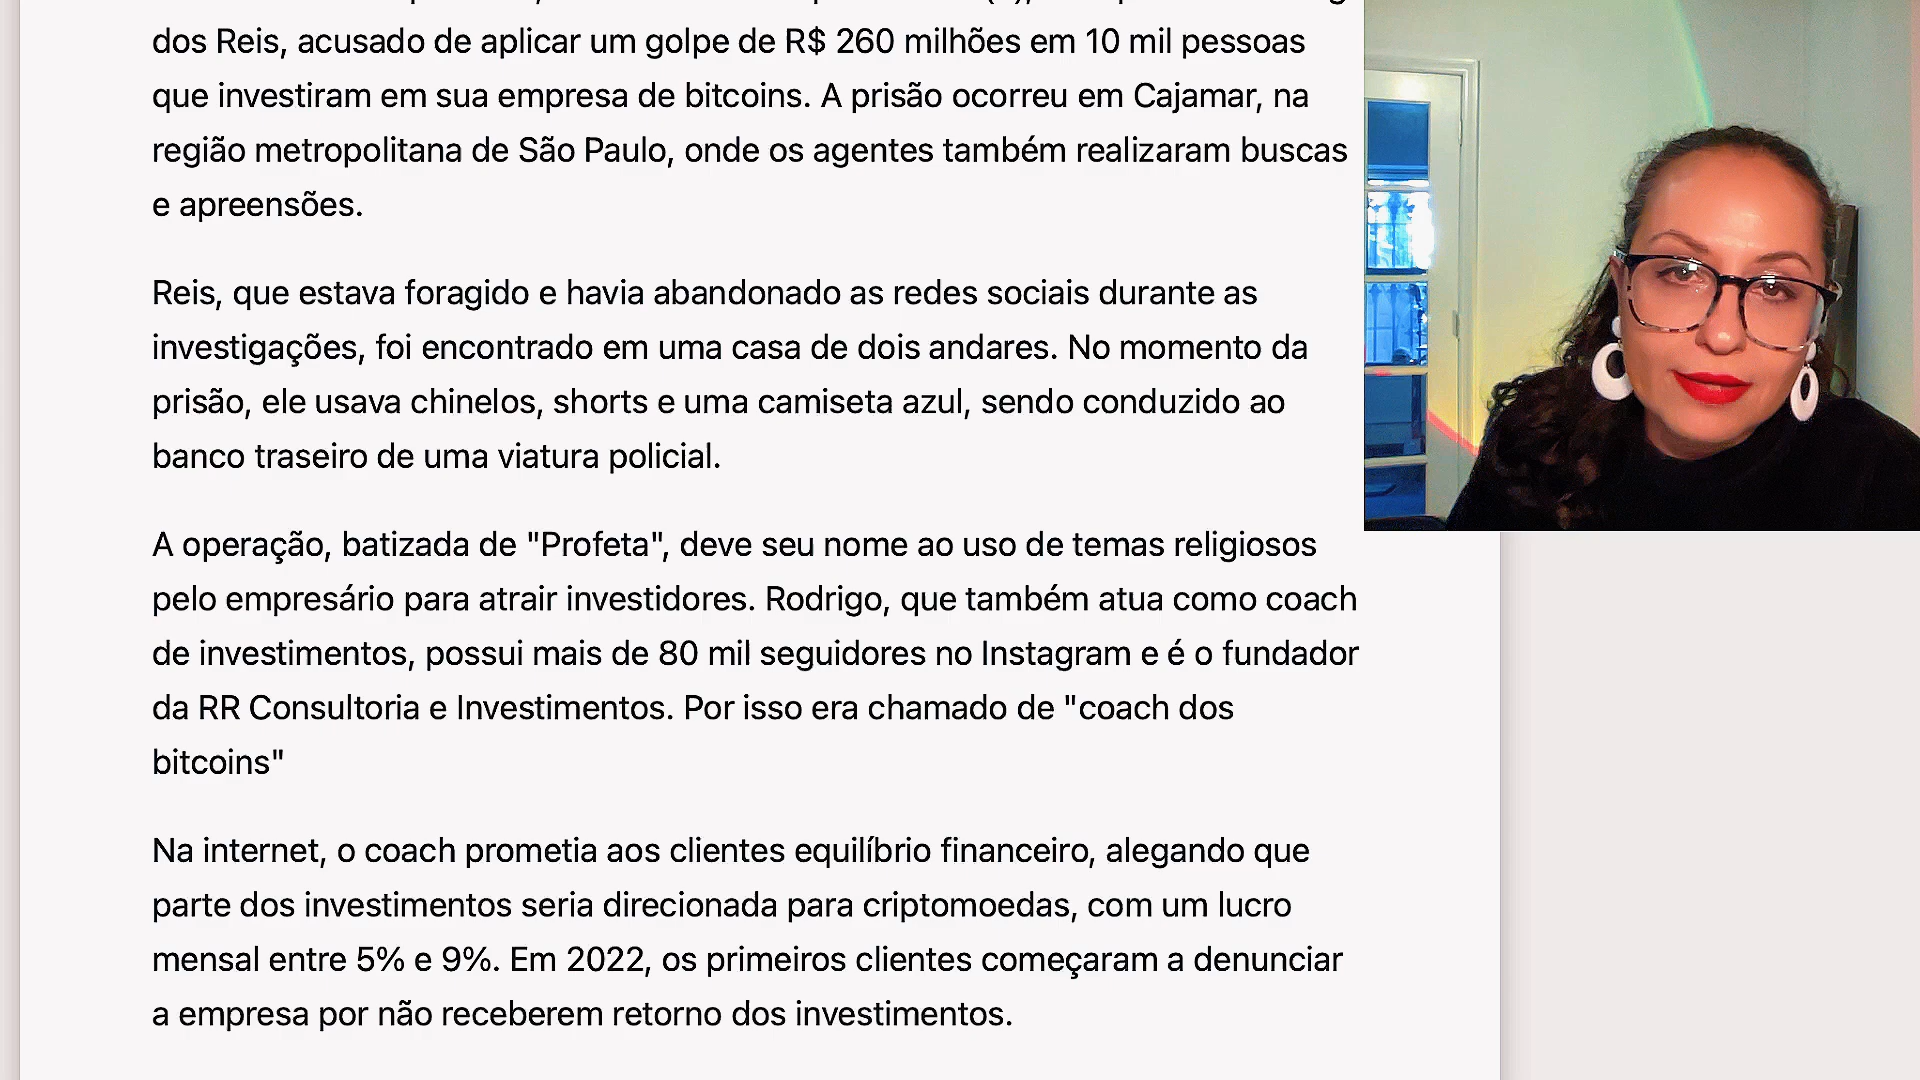 dos Reis, acusado de aplicar um golpe de R$ 260 milhões em 10 mil pessoas
que investiram em sua empresa de bitcoins. A prisão ocorreu em Cajamar, na
região metropolitana de São Paulo, onde os agentes também realizaram buscas
e apreensões.
Reis, que estava foragido e havia abandonado as redes sociais durante as
investigações, foi encontrado em uma casa de dois andares. No momento da
prisão, ele usava chinelos, shorts e uma camiseta azul, sendo conduzido ao
banco traseiro de uma viatura policial.
A operação, batizada de "Profeta", deve seu nome ao uso de temas religiosos
pelo empresário para atrair investidores. Rodrigo, que também atua como coach
de investimentos, possui mais de 80 mil seguidores no Instagram e é o fundador
da RR Consultoria e Investimentos. Por isso era chamado de "coach dos
bitcoins"
Na internet, o coach prometia aos clientes equilíbrio financeiro, alegando que
parte dos investimentos seria direcionada para criptomoedas, com um lucro
mensal entre 5% e 9%. Em 2022, os primeiros clientes começaram a denunciar
a empresa por não receberem retorno dos investimentos.